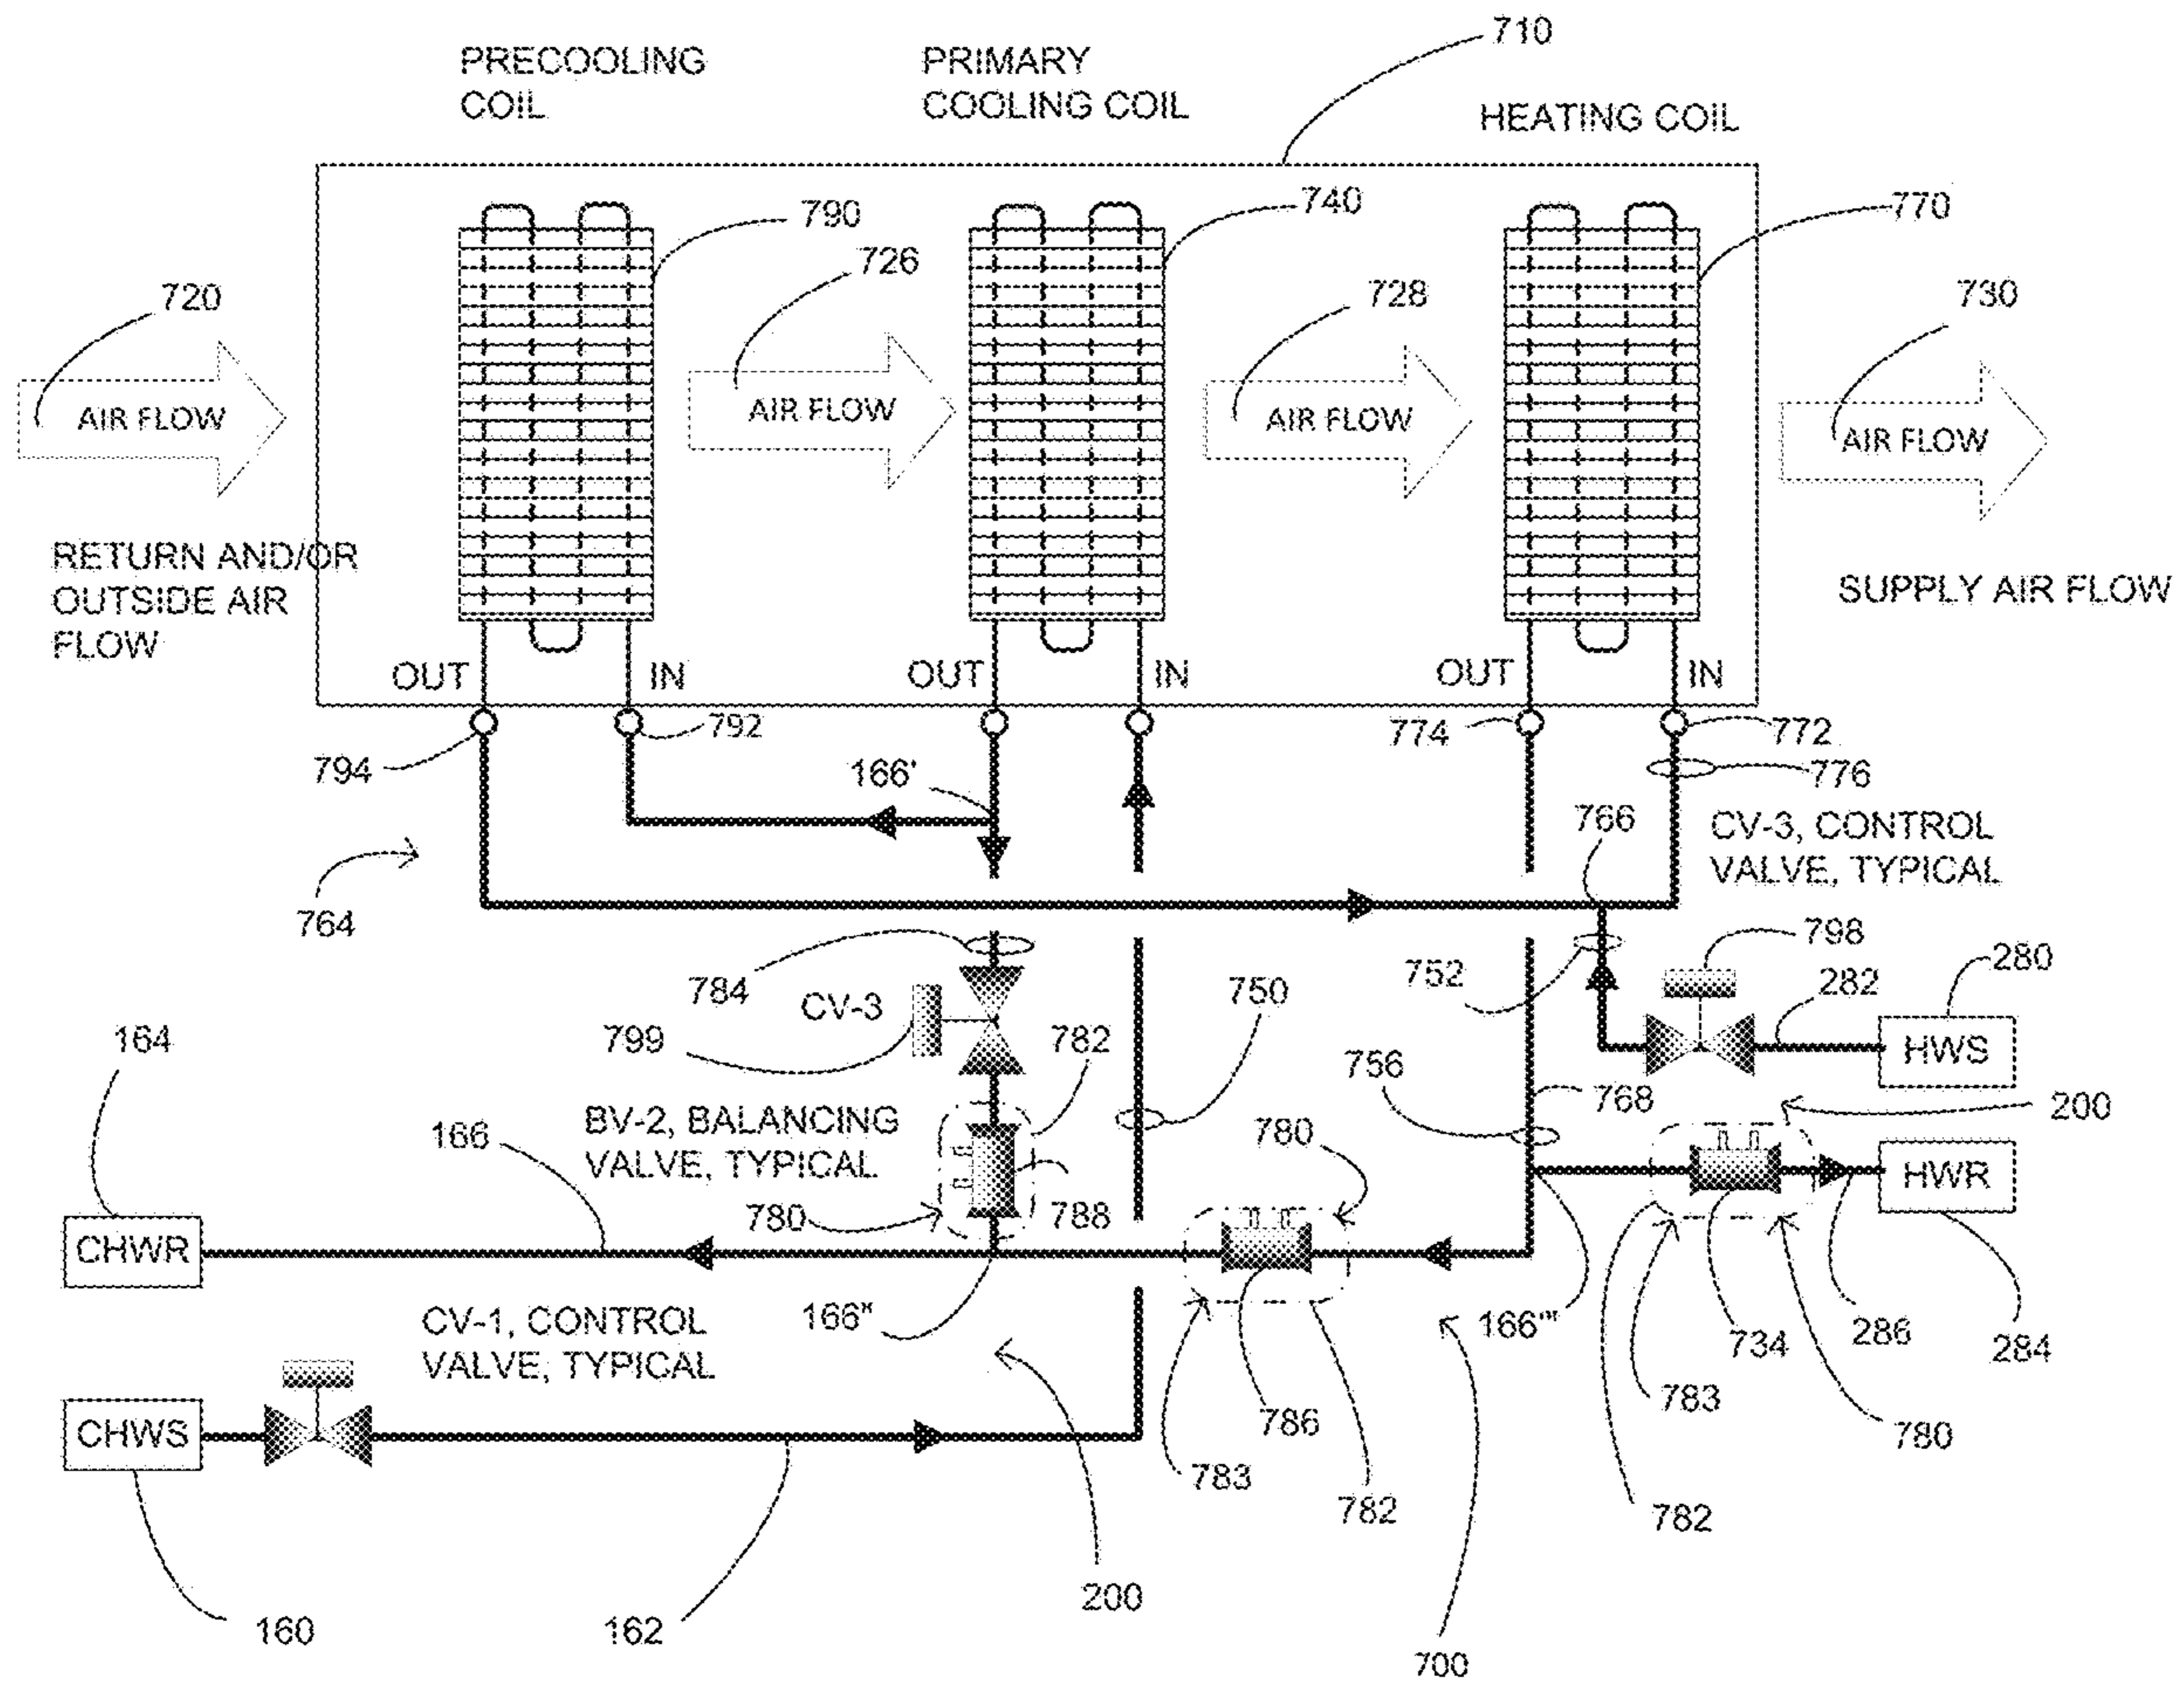 710
PRECOOLING
COIL
PRIMARY
COOLING COIL
HEATING COIL
790
740
770
726
720
728
730
AIR FLOW
AIR FLOW
AIR FLOW
AIR FLOW
RETURN AND/OR
OUTSIDE AIR
FLOW
SUPPLY AIR FLOW
OUT
IN
OUT
IN
OUT
IN
794
792
774
772
776
166'
766
CV-3, CONTROL
VALVE, TYPICAL
764
784
CV-3
799
750
752
798
282
280
HWS
164
782
756
768
200
166
BV-2, BALANCING
VALVE, TYPICAL
780
788
780
HWR
CHWR
166"
CV-1, CONTROL
VALVE, TYPICAL
166'"
734
286
284
783
780
786
CHWS
783
782
782
200
160
162
700